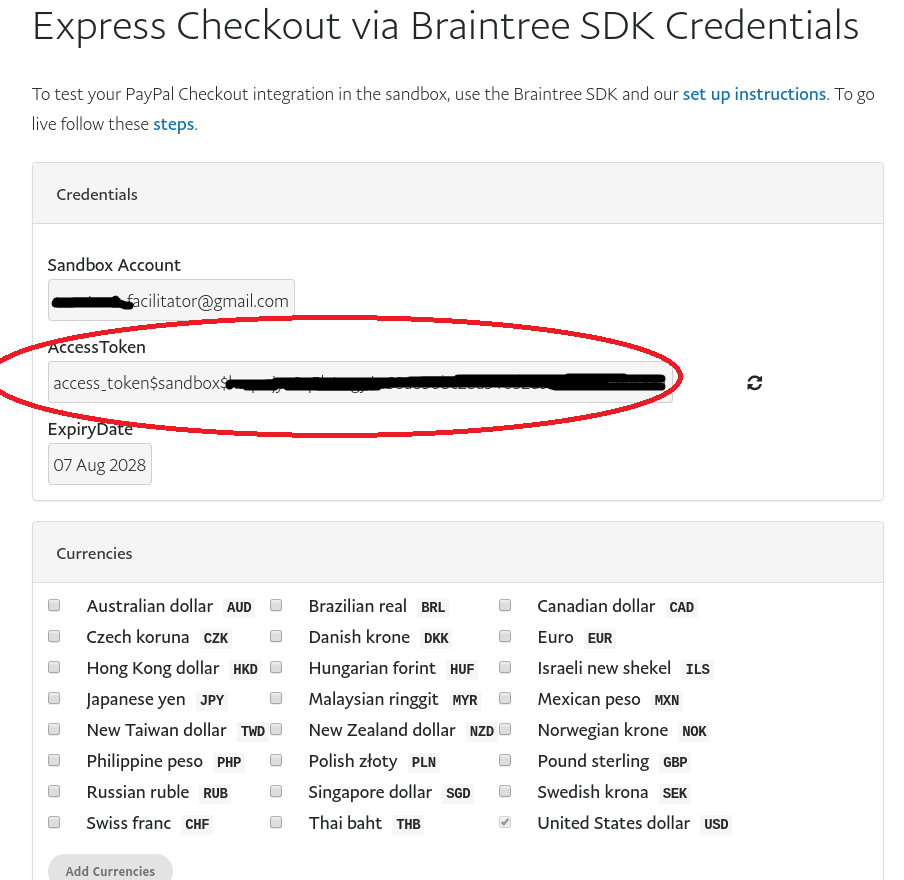 Express Checkout via Braintree SDK Credentials
To test your PayPal Checkout integration in the sandbox, use the Braintree SDK and our set up instructions. To go
live follow these steps.
Credentials
Sandbox Account
facilitator@gmail.com
AccessToken
access_token$sandbox$
ExpiryDate
07 Aug 2028
Currencies
Australian dollar AUD Brazilian real BRL Canadian dollar CAD
Czech koruna CZK Danish krone DKK Euro EUR
Hong Kong dollar HKD Hungarian forint HUF Israeli new shekel ILS
Japanese yen JPY Malaysian ringgit MYR Mexican peso MXN
New Taiwan dollar TWD New Zealand dollar NZD Norwegian krone NOK
Philippine peso PHP Polish złoty PLN Pound sterling GBP
Russian ruble RUB Singapore dollar SGD Swedish krona SEK
Swiss franc CHF Thai baht THB United States dollar USD
Add Currencies